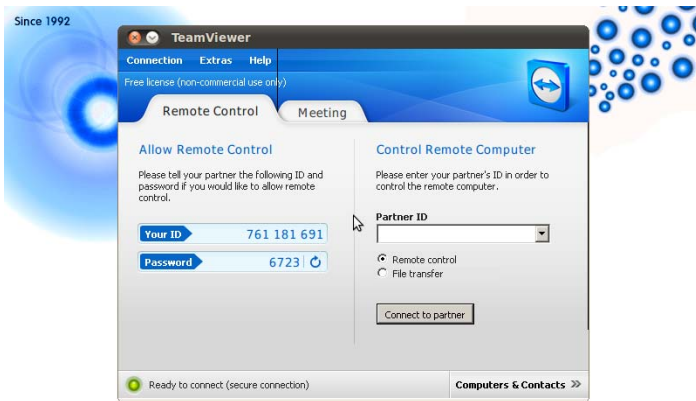 Since 1992
TeamViewer
Connection Extras Help
Free license (non-commercial use only)
Remote Control
Meeting
Allow Remote Control
Please tell your partner the following ID and
password if you would like to allow remote
control.
Your ID 761 181 691
Password 6723
Control Remote Computer
Please enter your partner's ID in order to
control the remote computer.
Partner ID
Remote control
File transfer
Connect to partner
Ready to connect (secure connection)
Computers & Contacts >>